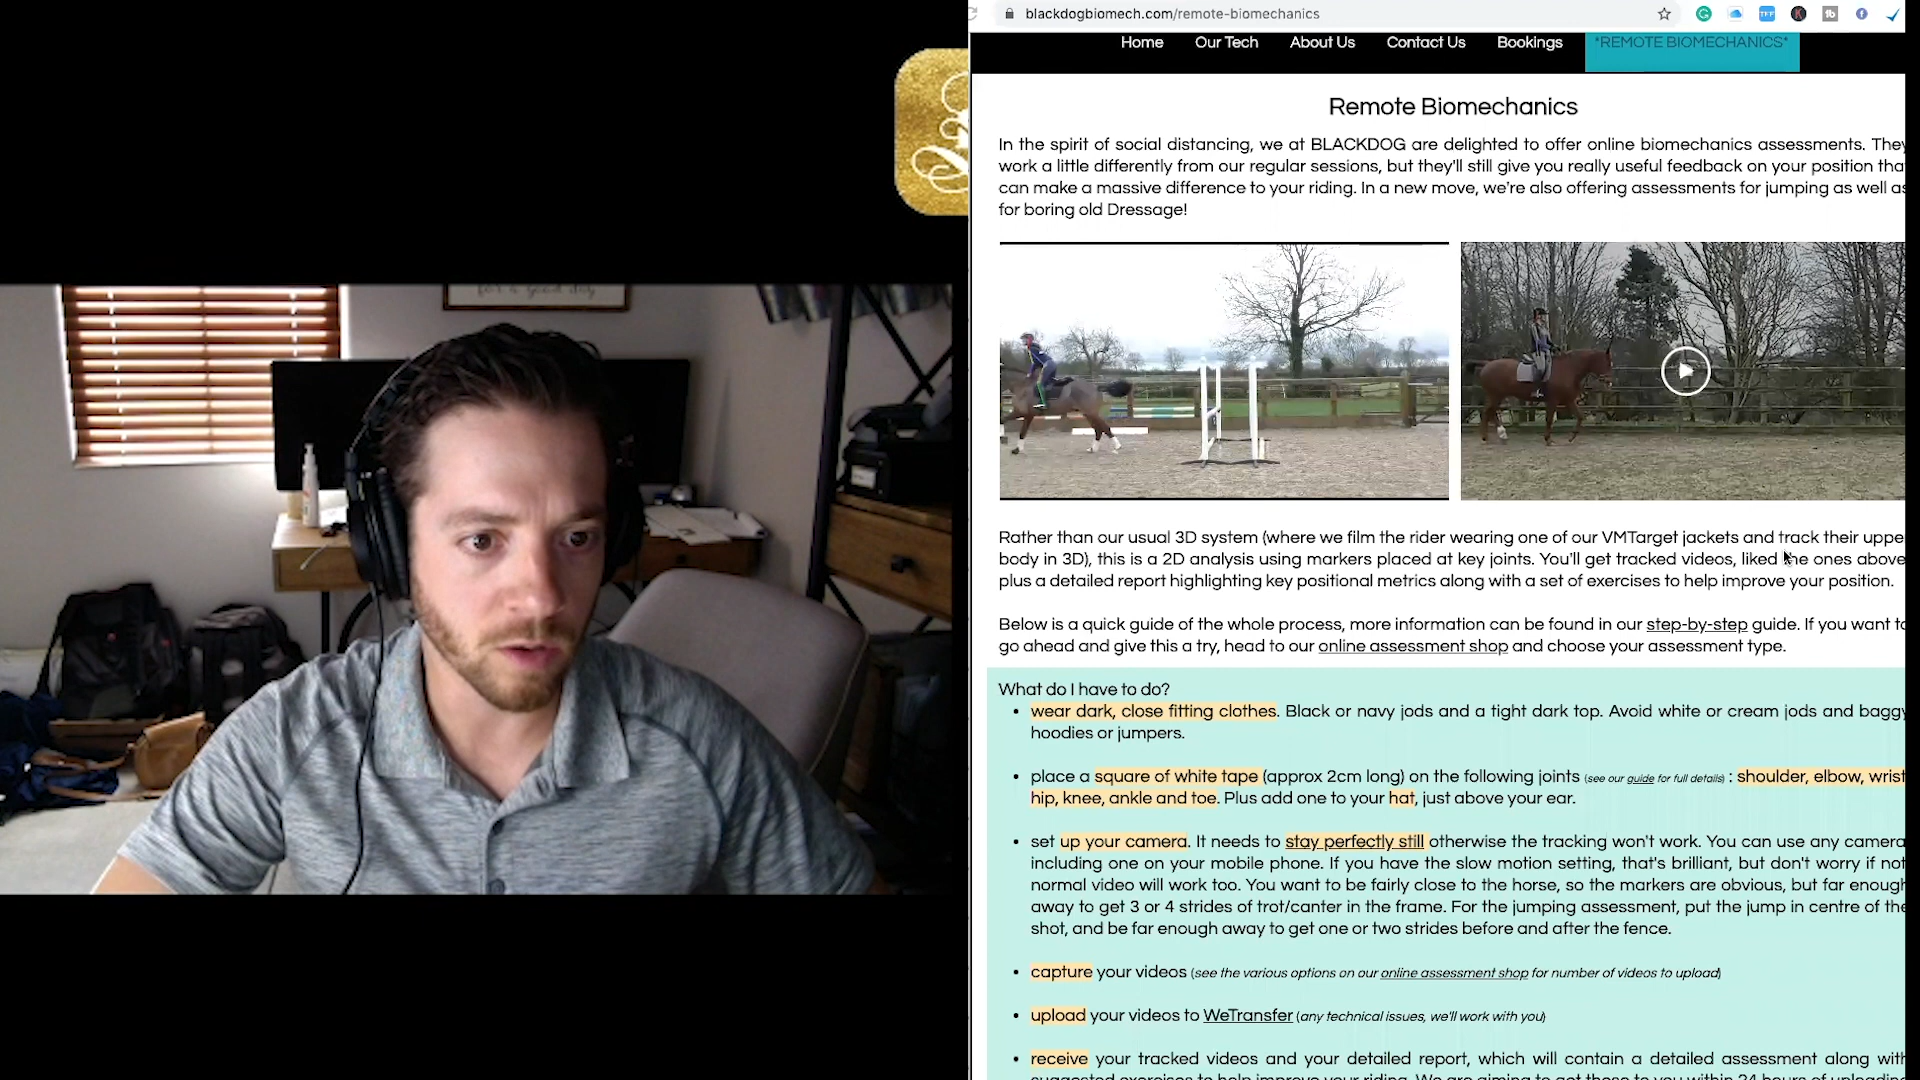 blackdogbiomech.com/remote-biomechanics
Home Our Tech About Us Contact Us Bookings *REMOTE BIOMECHANICS*
Remote Biomechanics
In the spirit of social distancing, we at BLACKDOG are delighted to offer online biomechanics assessments. They
work a little differently from our regular sessions, but they'll still give you really useful feedback on your position tha
can make a massive difference to your riding. In a new move, we're also offering assessments for jumping as well as
for boring old Dressage!
for a good day
Rather than our usual 3D system (where we film the rider wearing one of our VMTarget jackets and track their uppe
body in 3D), this is a 2D analysis using markers placed at key joints. You'll get tracked videos, liked the ones above
plus a detailed report highlighting key positional metrics along with a set of exercises to help improve your position.
Below is a quick guide of the whole process, more information can be found in our step-by-step guide. If you want to
go ahead and give this a try, head to our online assessment shop and choose your assessment type.
What do I have to do?
• wear dark, close fitting clothes. Black or navy jods and a tight dark top. Avoid white or cream jods and baggy
hoodies or jumpers.
• place a square of white tape (approx 2cm long) on the following joints (see our guide for full details) : shoulder, elbow, wrist
hip, knee, ankle and toe. Plus add one to your hat, just above your ear.
• set up your camera. It needs to stay perfectly still otherwise the tracking won't work. You can use any camera
including one on your mobile phone. If you have the slow motion setting, that's brilliant, but don't worry if not
normal video will work too. You want to be fairly close to the horse, so the markers are obvious, but far enough
away to get 3 or 4 strides of trot/canter in the frame. For the jumping assessment, put the jump in centre of the
shot, and be far enough away to get one or two strides before and after the fence.
• capture your videos (see the various options on our online assessment shop for number of videos to upload)
• upload your videos to WeTransfer (any technical issues, we'll work with you)
• receive your tracked videos and your detailed report, which will contain a detailed assessment along with